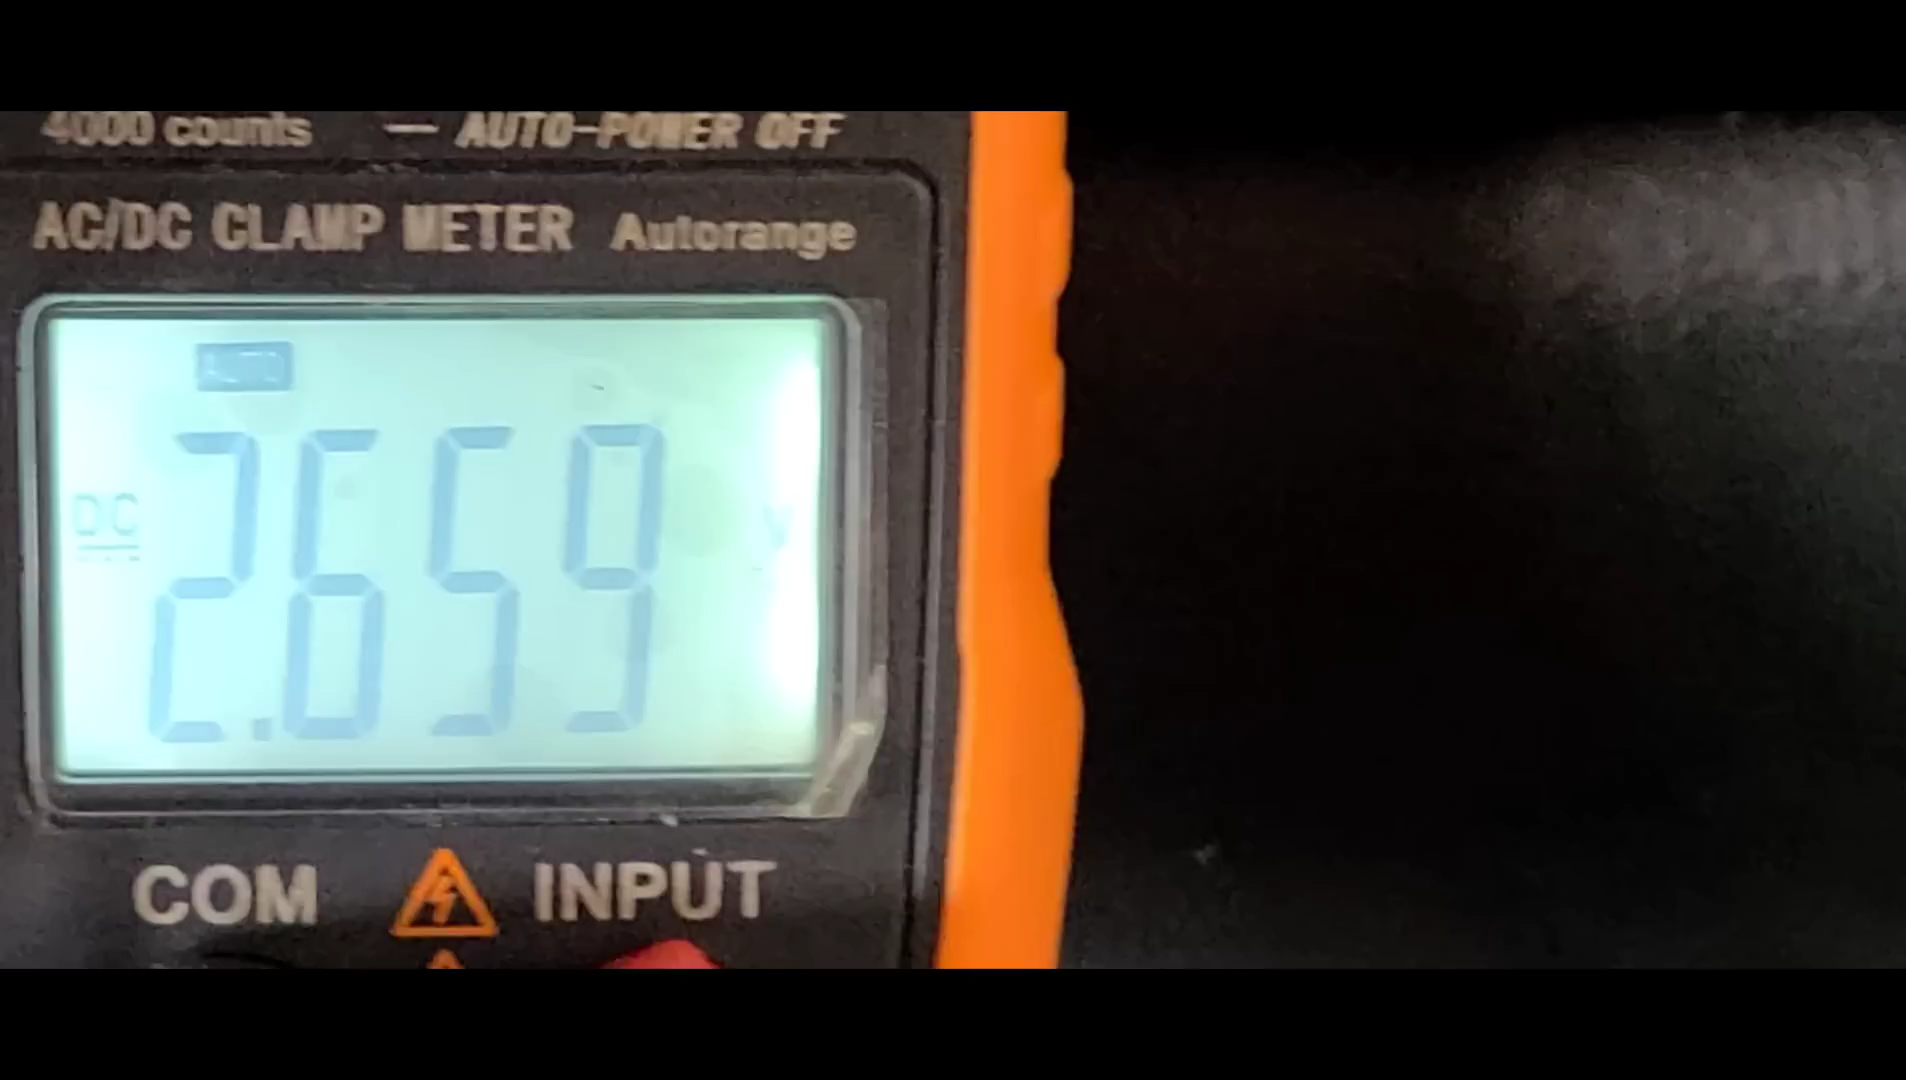 4000 counts — AUTO-POWER OFF
AC/DC CLAMP METER Autorange
DC 2.659 V
COM INPUT